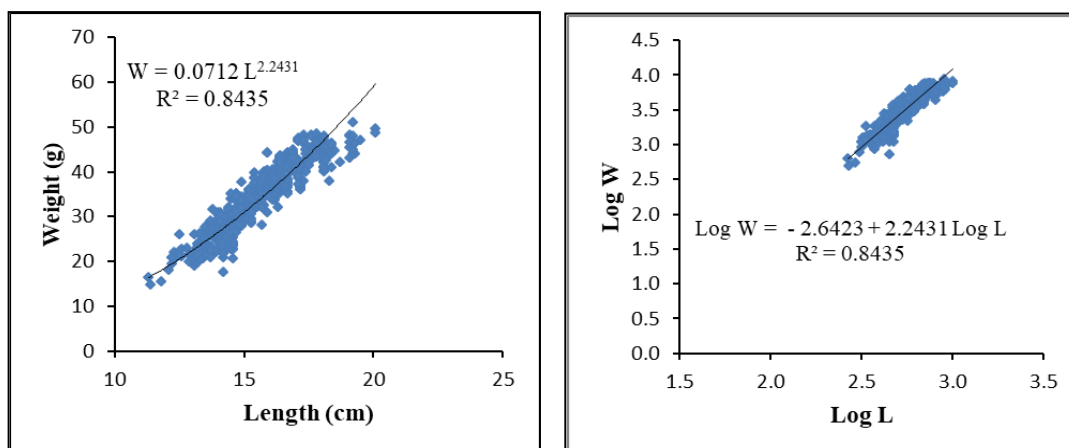 70
60
50
40
30
20
10
0
10 15 20 25
Weight (g)
Length (cm)
W = 0.0712 L^2.2431
R² = 0.8435
4.5
4.0
3.5
3.0
2.5
2.0
1.5
1.0
0.5
0.0
1.5 2.0 2.5 3.0 3.5
Log W
Log L
Log W = - 2.6423 + 2.2431 Log L
R² = 0.8435